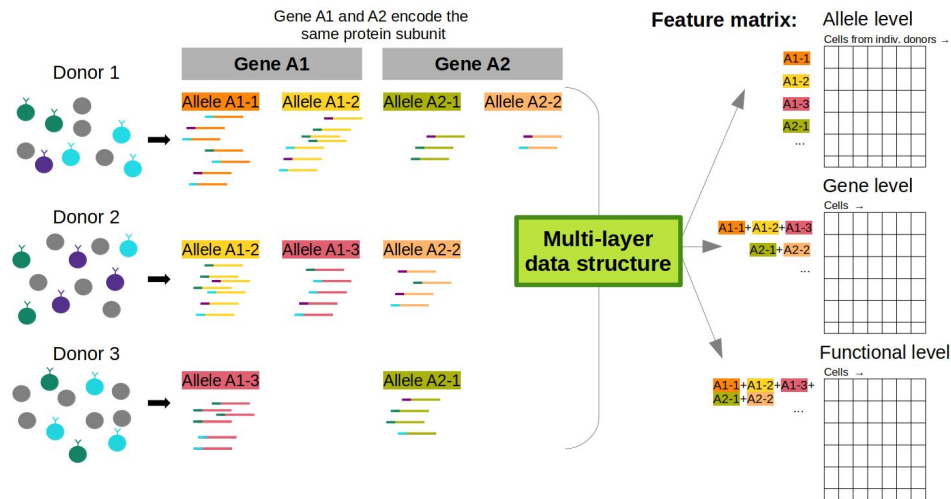 Gene A1 and A2 encode the
same protein subunit
Gene A1
Gene A2
Donor 1
Allele A1-1
Allele A1-2
Allele A2-1
Allele A2-2
Donor 2
Allele A1-2
Allele A1-3
Allele A2-2
Donor 3
Allele A1-3
Allele A2-1
Multi-layer
data structure
Feature matrix:
Allele level
Cells from indiv. donors →
A1-1
A1-2
A1-3
A2-1
...
Gene level
Cells →
A1-1+A1-2+A1-3
A2-1+A2-2
...
Functional level
Cells →
A1-1+A1-2+A1-3+
A2-1+A2-2
...